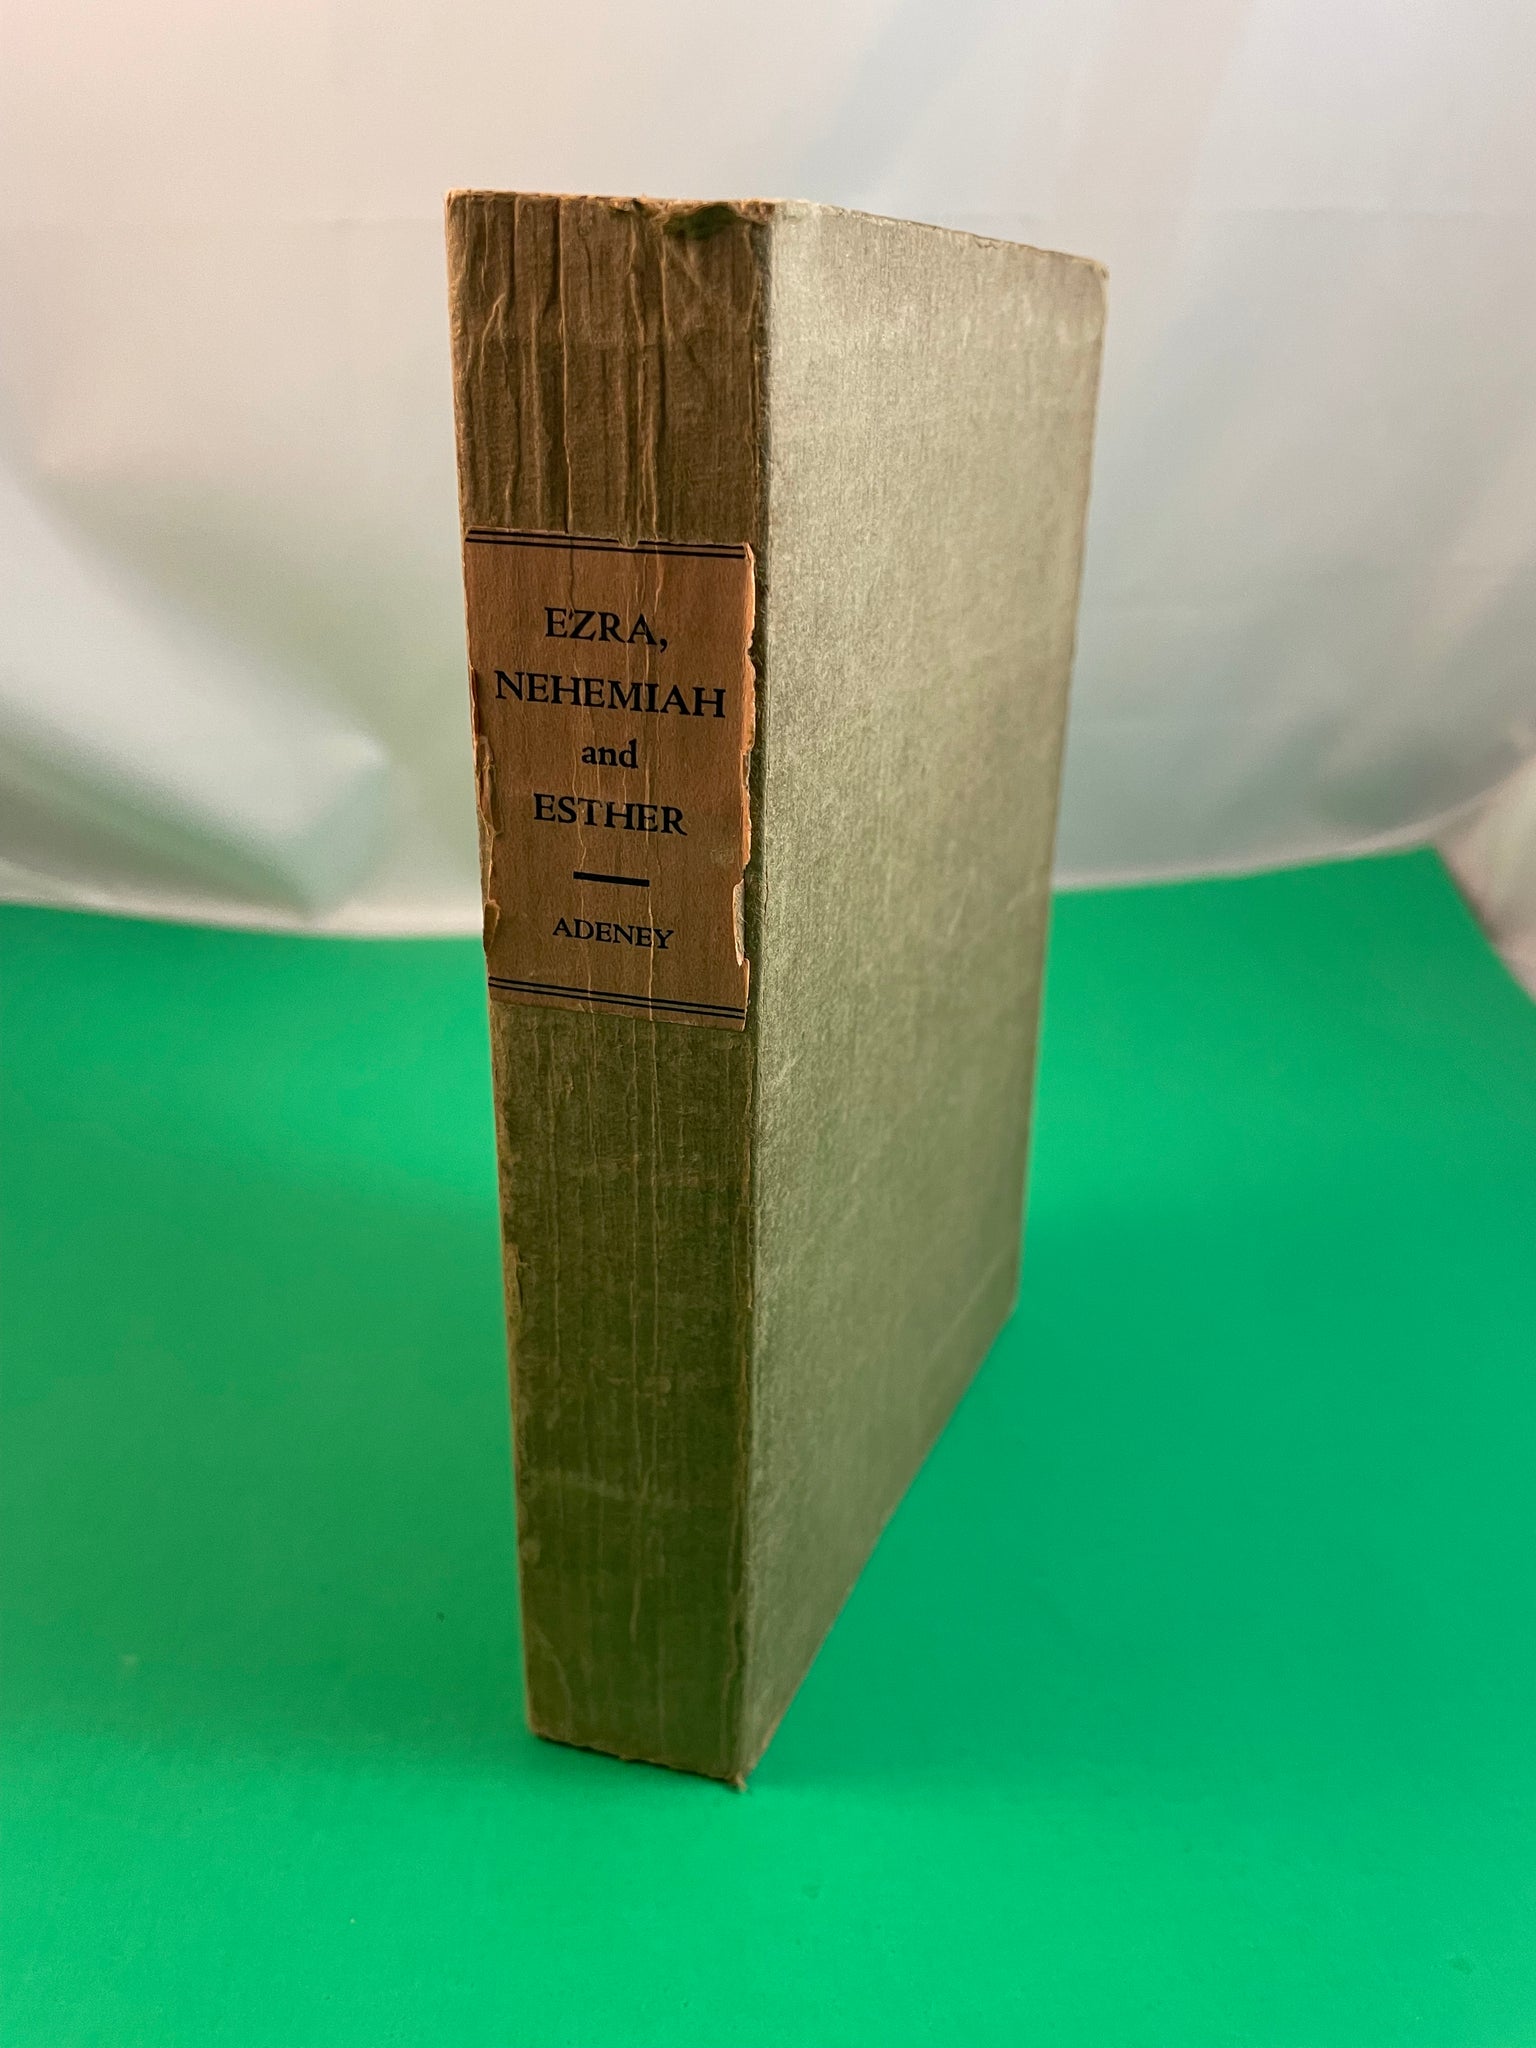 EZRA,
NEHEMIAH
and
ESTHER
ADENEY